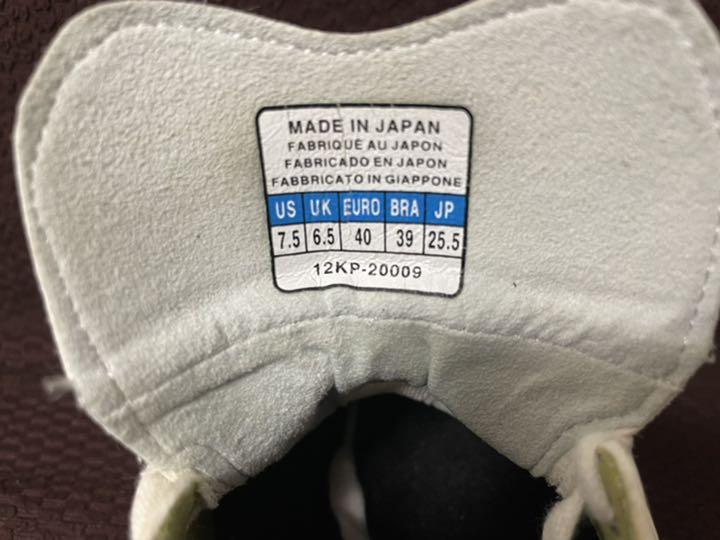 MADE IN JAPAN
FABRIQUÉ AU JAPON
FABRICADO EN JAPON
FABBRICATO IN GIAPPONE
US UK EURO BRA JP
7.5 6.5 40 39 25.5
12KP-20009